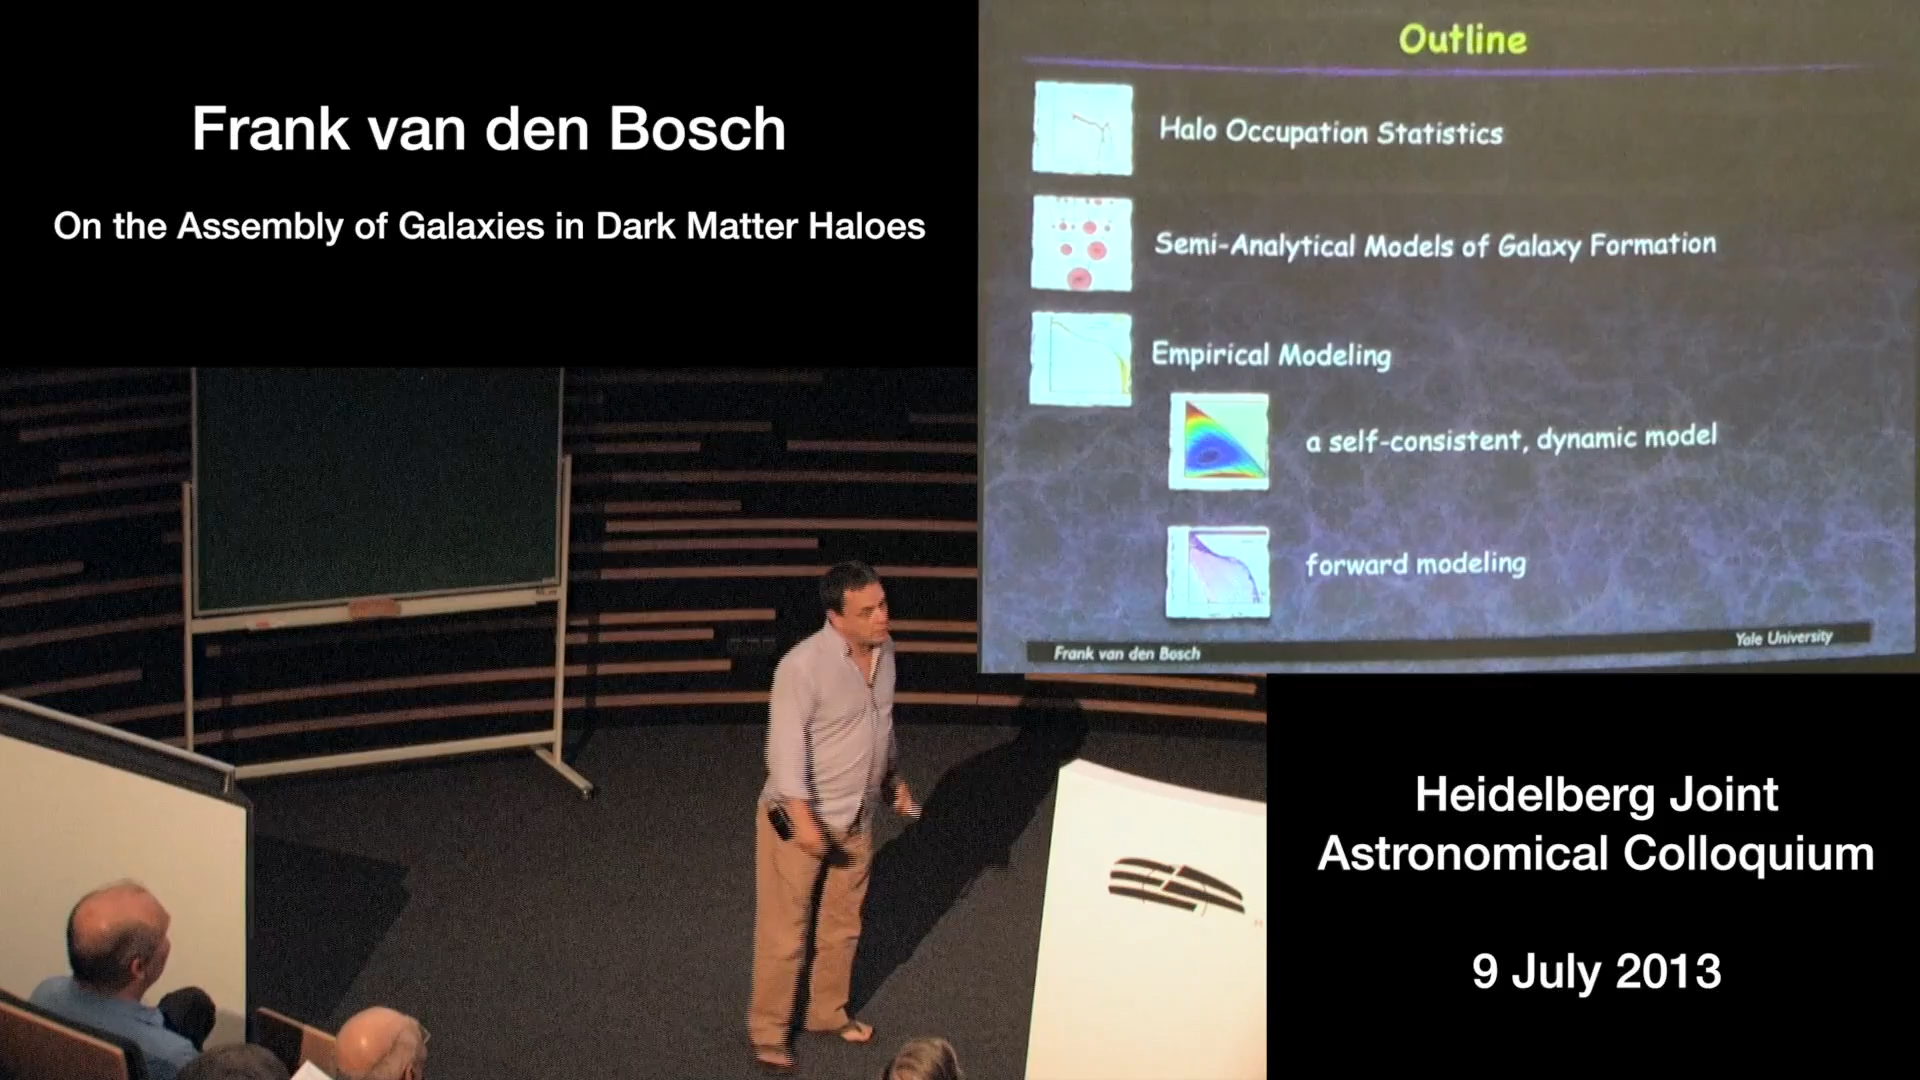 Frank van den Bosch
On the Assembly of Galaxies in Dark Matter Haloes
Outline
Halo Occupation Statistics
Semi-Analytical Models of Galaxy Formation
Empirical Modeling
a self-consistent, dynamic model
forward modeling
Frank van den Bosch
Yale University
Heidelberg Joint
Astronomical Colloquium
9 July 2013